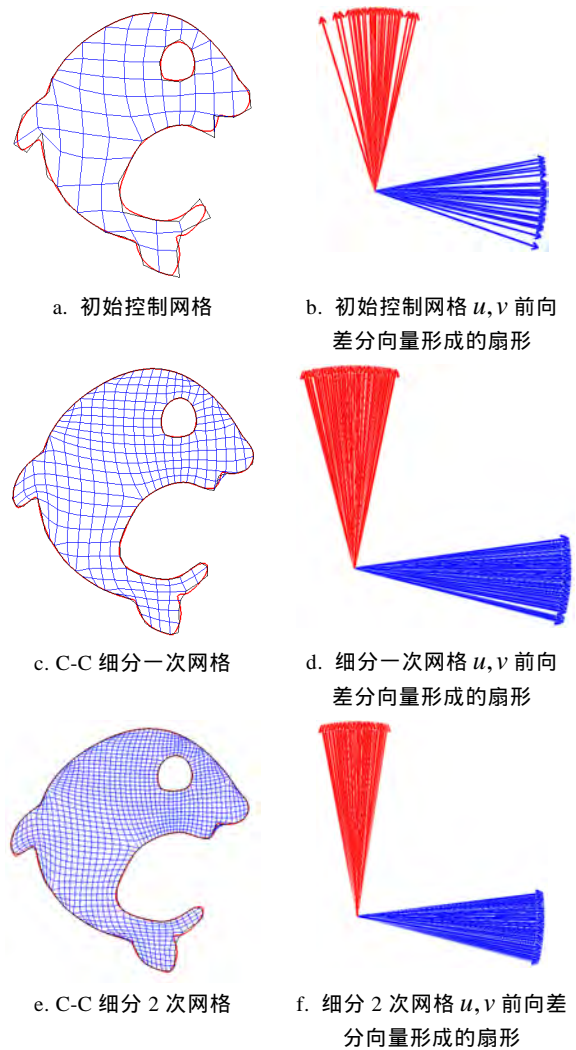 a. 初始控制网格
b. 初始控制网格 u, v 前向
差分向量形成的扇形
c. C-C 细分一次网格
d. 细分一次网格 u, v 前向
差分向量形成的扇形
e. C-C 细分 2 次网格
f. 细分 2 次网格 u, v 前向差
分向量形成的扇形